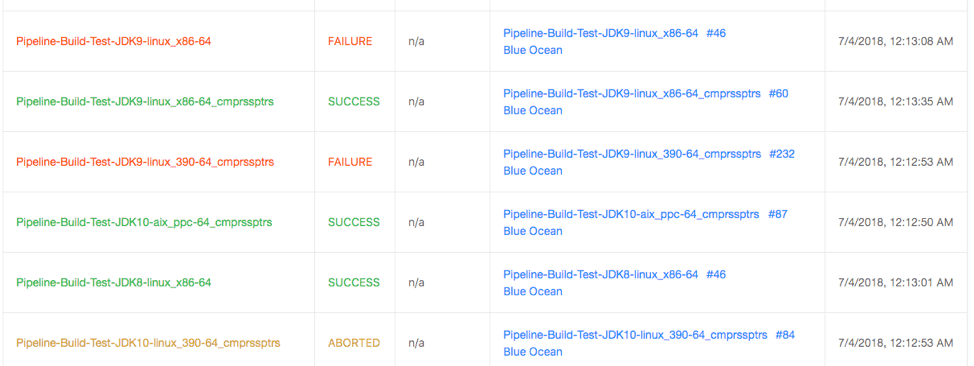 Pipeline-Build-Test-JDK9-linux_x86-64 FAILURE n/a Pipeline-Build-Test-JDK9-linux_x86-64 #46 7/4/2018, 12:13:08 AM
Blue Ocean
Pipeline-Build-Test-JDK9-linux_x86-64_cmprssptrs SUCCESS n/a Pipeline-Build-Test-JDK9-linux_x86-64_cmprssptrs #60 7/4/2018, 12:13:35 AM
Blue Ocean
Pipeline-Build-Test-JDK9-linux_390-64_cmprssptrs FAILURE n/a Pipeline-Build-Test-JDK9-linux_390-64_cmprssptrs #232 7/4/2018, 12:12:53 AM
Blue Ocean
Pipeline-Build-Test-JDK10-aix_ppc-64_cmprssptrs SUCCESS n/a Pipeline-Build-Test-JDK10-aix_ppc-64_cmprssptrs #87 7/4/2018, 12:12:50 AM
Blue Ocean
Pipeline-Build-Test-JDK8-linux_x86-64 SUCCESS n/a Pipeline-Build-Test-JDK8-linux_x86-64 #46 7/4/2018, 12:13:01 AM
Blue Ocean
Pipeline-Build-Test-JDK10-linux_390-64_cmprssptrs ABORTED n/a Pipeline-Build-Test-JDK10-linux_390-64_cmprssptrs #84 7/4/2018, 12:12:53 AM
Blue Ocean